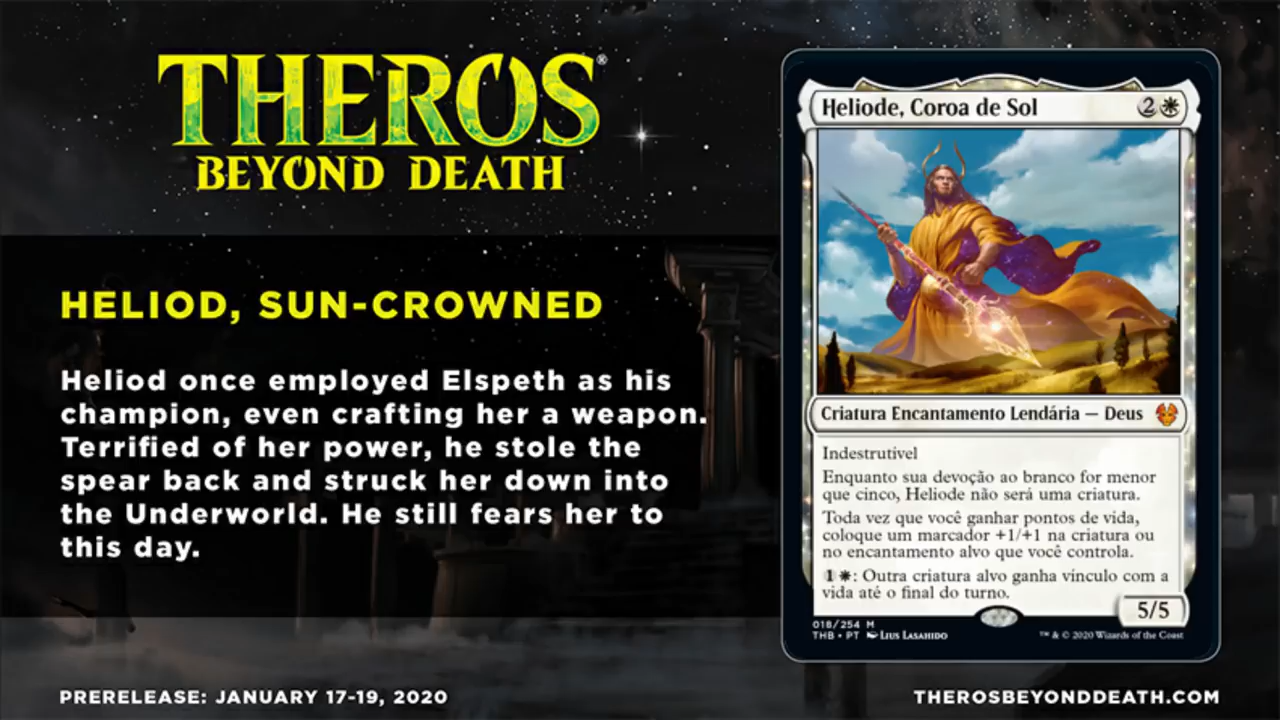 THEROS®
BEYOND DEATH
HELIOD, SUN-CROWNED
Heliod once employed Elspeth as his
champion, even crafting her a weapon.
Terrified of her power, he stole the
spear back and struck her down into
the Underworld. He still fears her to
this day.
PRERELEASE: JANUARY 17-19, 2020
Heliode, Coroa de Sol 2
Criatura Encantamento Lendária — Deus
Indestrutível
Enquanto sua devoção ao branco for menor
que cinco, Heliode não será uma criatura.
Toda vez que você ganhar pontos de vida,
coloque um marcador +1/+1 na criatura ou
no encantamento alvo que você controla.
1 : Outra criatura alvo ganha vínculo com a
vida até o final do turno.
5/5
018/254 M
THB • PT Lius Lasahido
™ & © 2020 Wizards of the Coast
THEROSBEYONDDEATH.COM